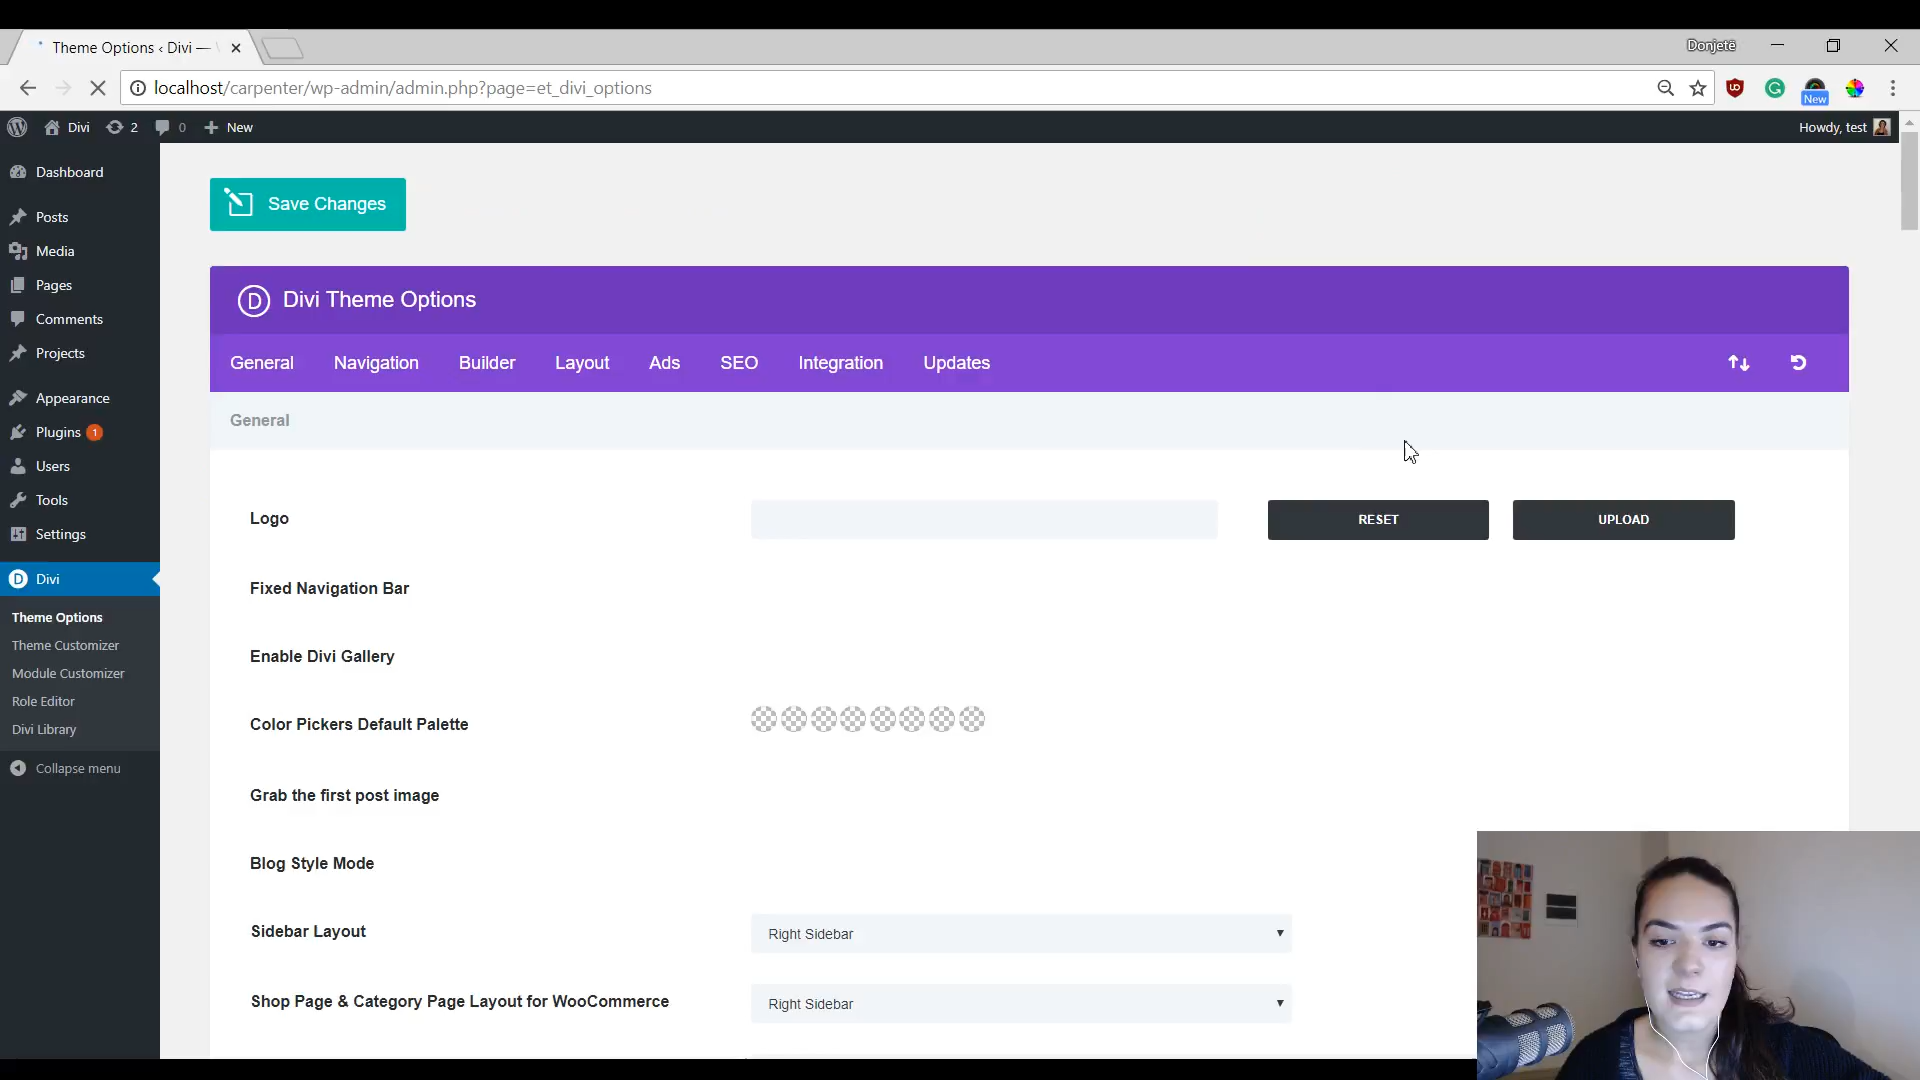 Theme Options ‹ Divi —
Donjetë
localhost/carpenter/wp-admin/admin.php?page=et_divi_options
New
Divi
2
0
New
Howdy, test
Dashboard
Posts
Media
Pages
Comments
Projects
Appearance
Plugins 1
Users
Tools
Settings
Divi
Theme Options
Theme Customizer
Module Customizer
Role Editor
Divi Library
Collapse menu
Save Changes
Divi Theme Options
General Navigation Builder Layout Ads SEO Integration Updates
General
Logo
RESET
UPLOAD
Fixed Navigation Bar
Enable Divi Gallery
Color Pickers Default Palette
Grab the first post image
Blog Style Mode
Sidebar Layout
Right Sidebar
Shop Page & Category Page Layout for WooCommerce
Right Sidebar